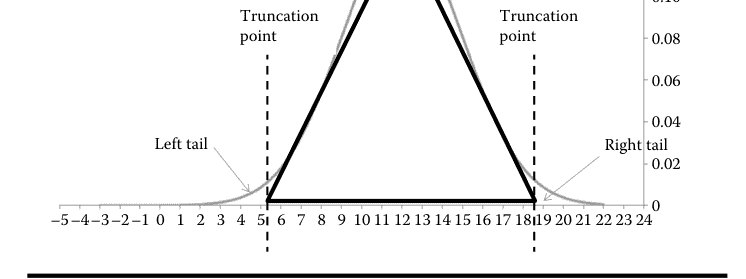 0.10
Truncation
point
Truncation
point
0.08
0.06
0.04
Left tail
Right tail
0.02
0
−5 −4 −3 −2 −1 0 1 2 3 4 5 6 7 8 9 10 11 12 13 14 15 16 17 18 19 20 21 22 23 24